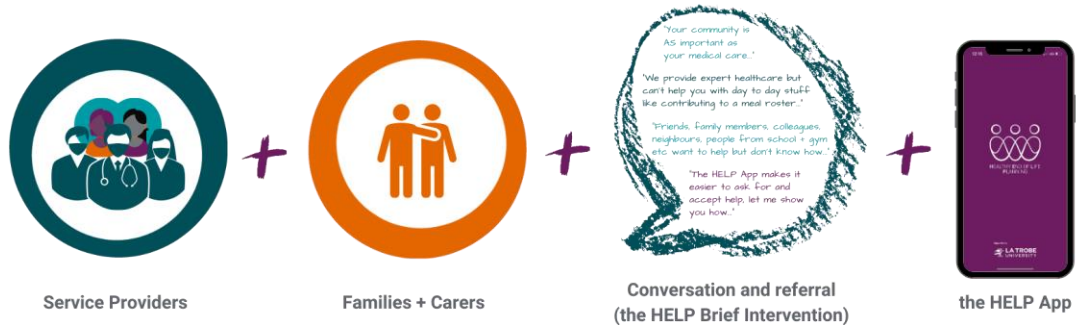 "Your community is
AS important as
your medical care.."
"We provide expert healthcare but
can't help you with day to day stuff
like contributing to a meal roster.."
"Friends, family members, colleagues,
neighbours, people from school + gym
etc want to help but don't know how.."
"The HELP App makes it
easier to ask for and
accept help, let me show
you how.."
HEALTHY END OF LIFE
PLANNING
LA TROBE
UNIVERSITY
Service Providers
Families + Carers
Conversation and referral
(the HELP Brief Intervention)
the HELP App